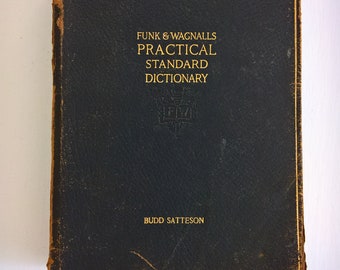 FUNK & WAGNALLS
PRACTICAL
STANDARD
DICTIONARY
BUDD SATTESON